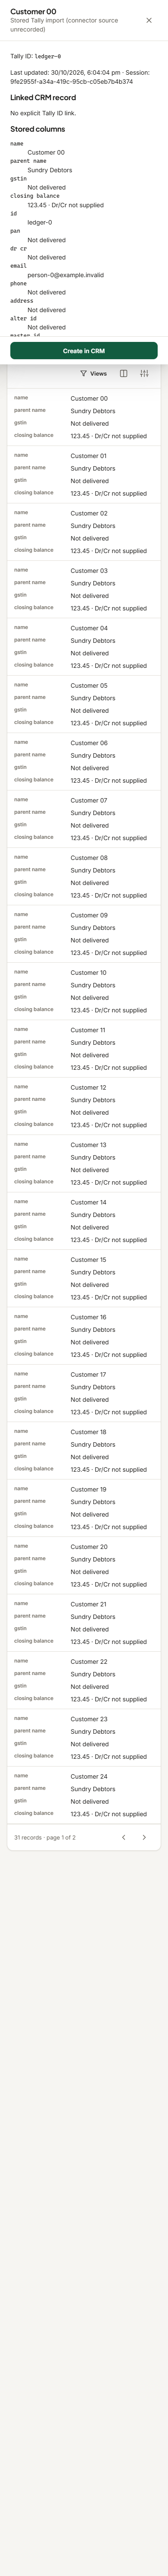 Customer 00
Stored Tally import (connector source
unrecorded)
Tally ID: ledger-0
Last updated: 30/10/2026, 6:04:04 pm · Session:
9fe2955f-a34a-419c-95cb-c05eb7b4b374
Linked CRM record
No explicit Tally ID link.
Stored columns
name
Customer 00
parent name
Sundry Debtors
gstin
Not delivered
closing balance
123.45 · Dr/Cr not supplied
id
ledger-0
pan
Not delivered
dr cr
Not delivered
email
person-0@example.invalid
phone
Not delivered
address
Not delivered
alter id
Not delivered
master id
Create in CRM
Views
name Customer 00
parent name Sundry Debtors
gstin Not delivered
closing balance 123.45 · Dr/Cr not supplied
name Customer 01
parent name Sundry Debtors
gstin Not delivered
closing balance 123.45 · Dr/Cr not supplied
name Customer 02
parent name Sundry Debtors
gstin Not delivered
closing balance 123.45 · Dr/Cr not supplied
name Customer 03
parent name Sundry Debtors
gstin Not delivered
closing balance 123.45 · Dr/Cr not supplied
name Customer 04
parent name Sundry Debtors
gstin Not delivered
closing balance 123.45 · Dr/Cr not supplied
name Customer 05
parent name Sundry Debtors
gstin Not delivered
closing balance 123.45 · Dr/Cr not supplied
name Customer 06
parent name Sundry Debtors
gstin Not delivered
closing balance 123.45 · Dr/Cr not supplied
name Customer 07
parent name Sundry Debtors
gstin Not delivered
closing balance 123.45 · Dr/Cr not supplied
name Customer 08
parent name Sundry Debtors
gstin Not delivered
closing balance 123.45 · Dr/Cr not supplied
name Customer 09
parent name Sundry Debtors
gstin Not delivered
closing balance 123.45 · Dr/Cr not supplied
name Customer 10
parent name Sundry Debtors
gstin Not delivered
closing balance 123.45 · Dr/Cr not supplied
name Customer 11
parent name Sundry Debtors
gstin Not delivered
closing balance 123.45 · Dr/Cr not supplied
name Customer 12
parent name Sundry Debtors
gstin Not delivered
closing balance 123.45 · Dr/Cr not supplied
name Customer 13
parent name Sundry Debtors
gstin Not delivered
closing balance 123.45 · Dr/Cr not supplied
name Customer 14
parent name Sundry Debtors
gstin Not delivered
closing balance 123.45 · Dr/Cr not supplied
name Customer 15
parent name Sundry Debtors
gstin Not delivered
closing balance 123.45 · Dr/Cr not supplied
name Customer 16
parent name Sundry Debtors
gstin Not delivered
closing balance 123.45 · Dr/Cr not supplied
name Customer 17
parent name Sundry Debtors
gstin Not delivered
closing balance 123.45 · Dr/Cr not supplied
name Customer 18
parent name Sundry Debtors
gstin Not delivered
closing balance 123.45 · Dr/Cr not supplied
name Customer 19
parent name Sundry Debtors
gstin Not delivered
closing balance 123.45 · Dr/Cr not supplied
name Customer 20
parent name Sundry Debtors
gstin Not delivered
closing balance 123.45 · Dr/Cr not supplied
name Customer 21
parent name Sundry Debtors
gstin Not delivered
closing balance 123.45 · Dr/Cr not supplied
name Customer 22
parent name Sundry Debtors
gstin Not delivered
closing balance 123.45 · Dr/Cr not supplied
name Customer 23
parent name Sundry Debtors
gstin Not delivered
closing balance 123.45 · Dr/Cr not supplied
name Customer 24
parent name Sundry Debtors
gstin Not delivered
closing balance 123.45 · Dr/Cr not supplied
31 records · page 1 of 2